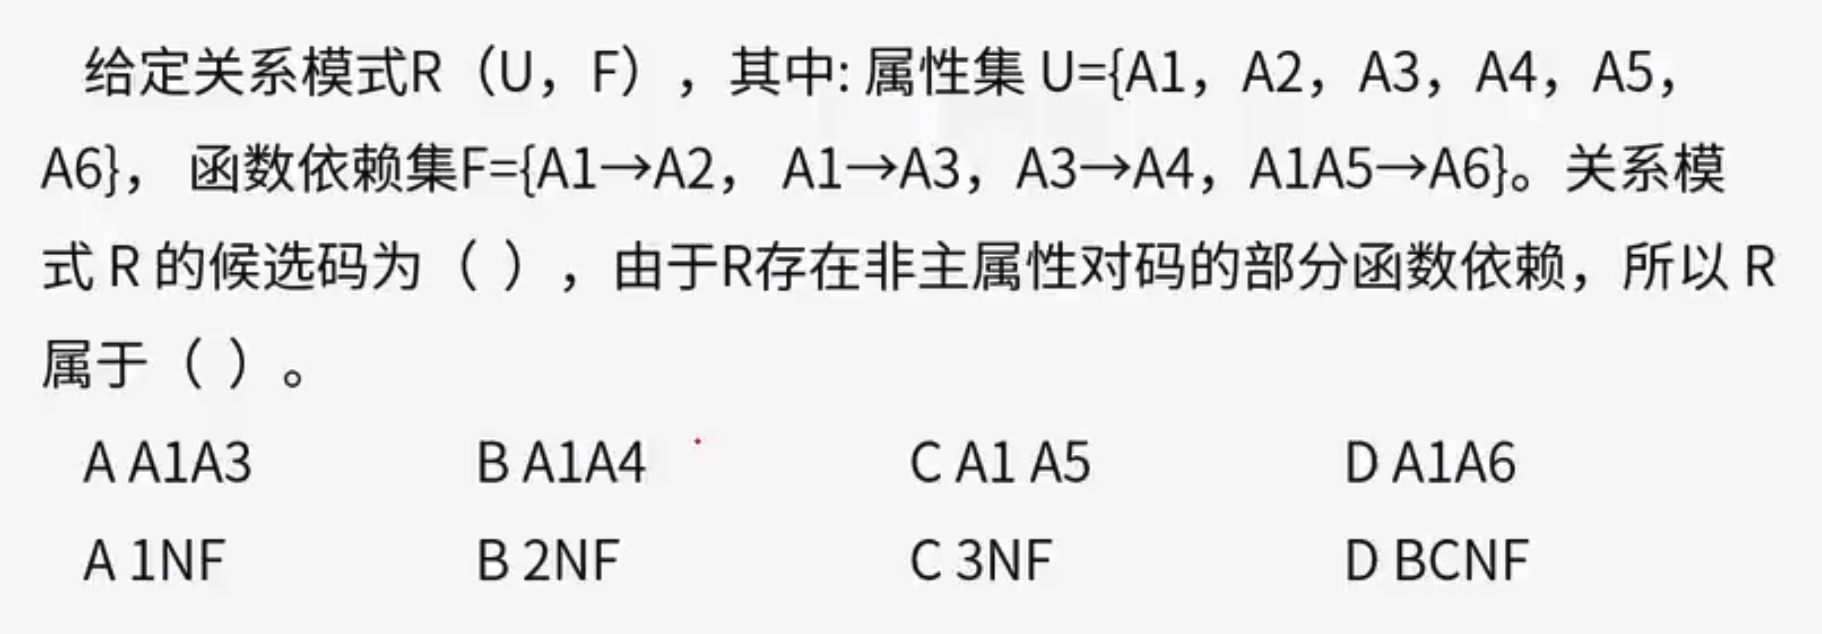 给定关系模式R（U，F），其中: 属性集 U={A1，A2，A3，A4，A5，
A6}， 函数依赖集F={A1→A2， A1→A3，A3→A4，A1A5→A6}。关系模
式 R 的候选码为（ ），由于R存在非主属性对码的部分函数依赖，所以 R
属于（ ）。
A A1A3 B A1A4 C A1 A5 D A1A6
A 1NF B 2NF C 3NF D BCNF